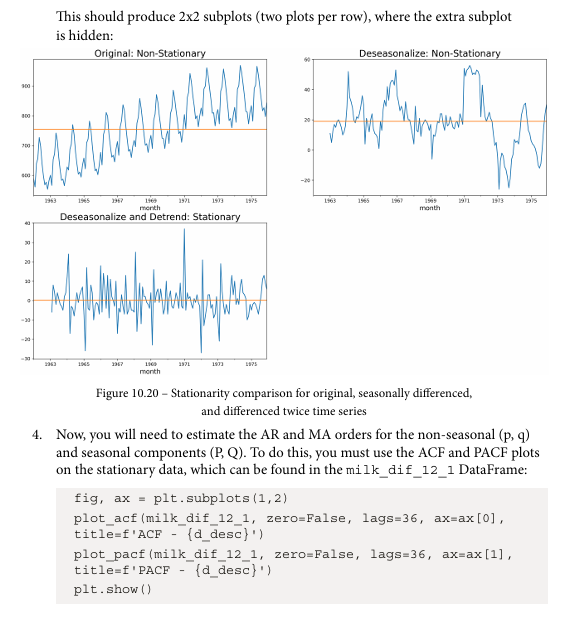 This should produce 2x2 subplots (two plots per row), where the extra subplot
is hidden:
Original: Non-Stationary
900
800
700
600
1963 1965 1967 1969 1971 1973 1975
month
Deseasonalize: Non-Stationary
60
40
20
0
−20
1963 1965 1967 1969 1971 1973 1975
month
Deseasonalize and Detrend: Stationary
40
30
20
10
0
−10
−20
−30
1963 1965 1967 1969 1971 1973 1975
month
Figure 10.20 – Stationarity comparison for original, seasonally differenced,
and differenced twice time series
4. Now, you will need to estimate the AR and MA orders for the non-seasonal (p, q)
and seasonal components (P, Q). To do this, you must use the ACF and PACF plots
on the stationary data, which can be found in the milk_dif_12_1 DataFrame:
fig, ax = plt.subplots(1,2)
plot_acf(milk_dif_12_1, zero=False, lags=36, ax=ax[0],
title=f'ACF - {d_desc}')
plot_pacf(milk_dif_12_1, zero=False, lags=36, ax=ax[1],
title=f'PACF - {d_desc}')
plt.show()